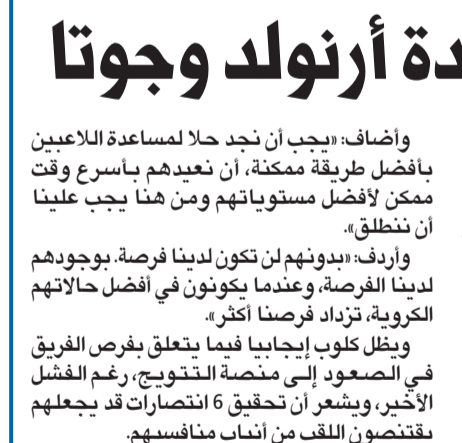 دة أرنولد وجوتا
وأضاف: «يجب أن نجد حلا لمساعدة اللاعبين
بأفضل طريقة ممكنة، أن نعيدهم بأسرع وقت
ممكن لأفضل مستوياتهم ومن هنا يجب علينا
أن ننطلق».
وأردف: «بدونهم لن تكون لدينا فرصة. بوجودهم
لدينا الفرصة، وعندما يكونون في أفضل حالاتهم
الكروية، تزداد فرصنا أكثر».
ويظل كلوب إيجابيا فيما يتعلق بفرص الفريق
في الصعود إلى منصة التتويج، رغم الفشل
الأخير، ويشعر أن تحقيق 6 انتصارات قد يجعلهم
يقتنصون اللقب من أنياب منافسيهم.